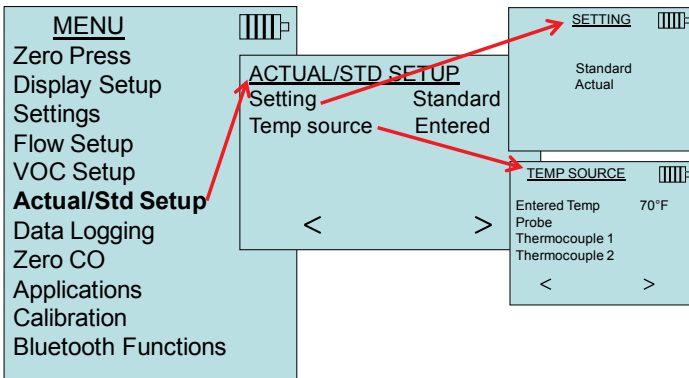 MENU
Zero Press
Display Setup
Settings
Flow Setup
VOC Setup
Actual/Std Setup
Data Logging
Zero CO
Applications
Calibration
Bluetooth Functions
ACTUAL/STD SETUP
Setting Standard
Temp source Entered
< >
SETTING
Standard
Actual
TEMP SOURCE
Entered Temp 70°F
Probe
Thermocouple 1
Thermocouple 2
< >